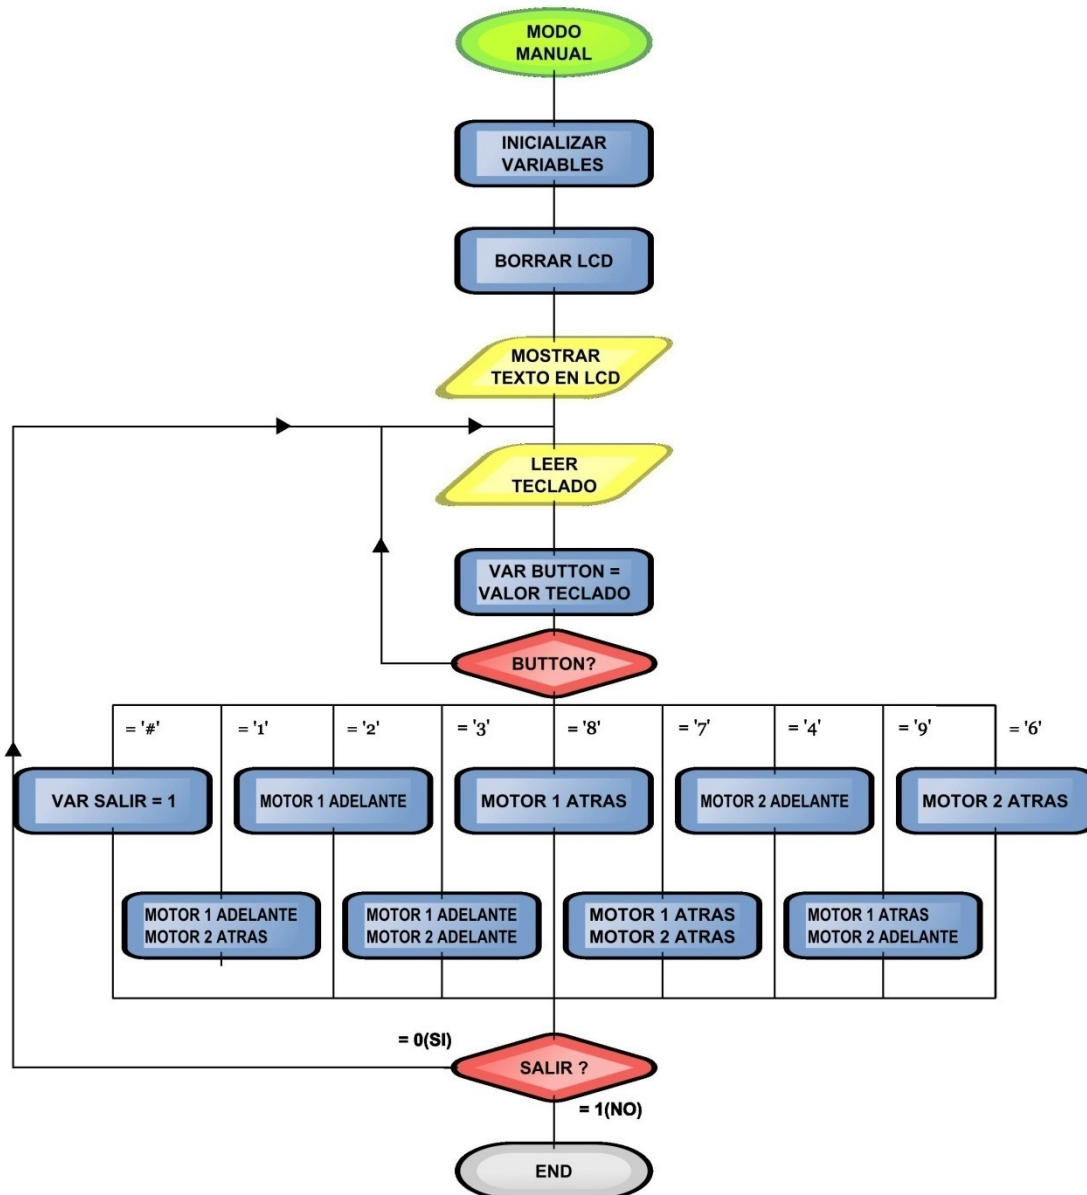 MODO
MANUAL
INICIALIZAR
VARIABLES
BORRAR LCD
MOSTRAR
TEXTO EN LCD
LEER
TECLADO
VAR BUTTON =
VALOR TECLADO
BUTTON?
= '#'
= '1'
= '2'
= '3'
= '8'
= '7'
= '4'
= '9'
= '6'
VAR SALIR = 1
MOTOR 1 ADELANTE
MOTOR 1 ATRAS
MOTOR 2 ADELANTE
MOTOR 2 ATRAS
MOTOR 1 ADELANTE
MOTOR 2 ATRAS
MOTOR 1 ADELANTE
MOTOR 2 ADELANTE
MOTOR 1 ATRAS
MOTOR 2 ATRAS
MOTOR 1 ATRAS
MOTOR 2 ADELANTE
= 0(SI)
SALIR ?
= 1(NO)
END